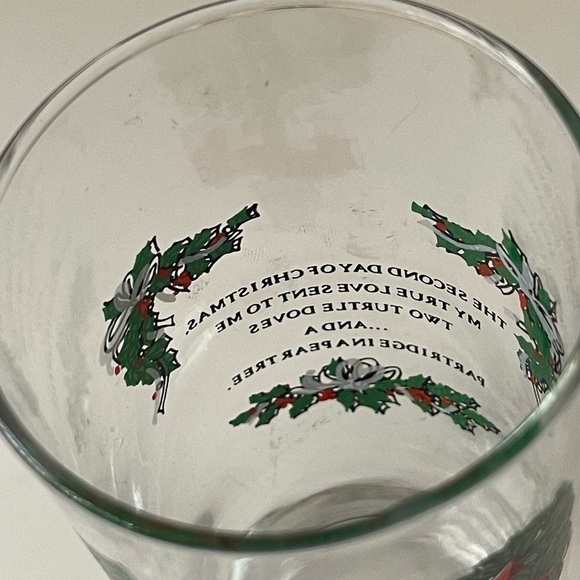 THE SECOND DAY OF CHRISTMAS,
MY TRUE LOVE SENT TO ME
TWO TURTLE DOVES
...AND A
PARTRIDGE IN A PEAR TREE.